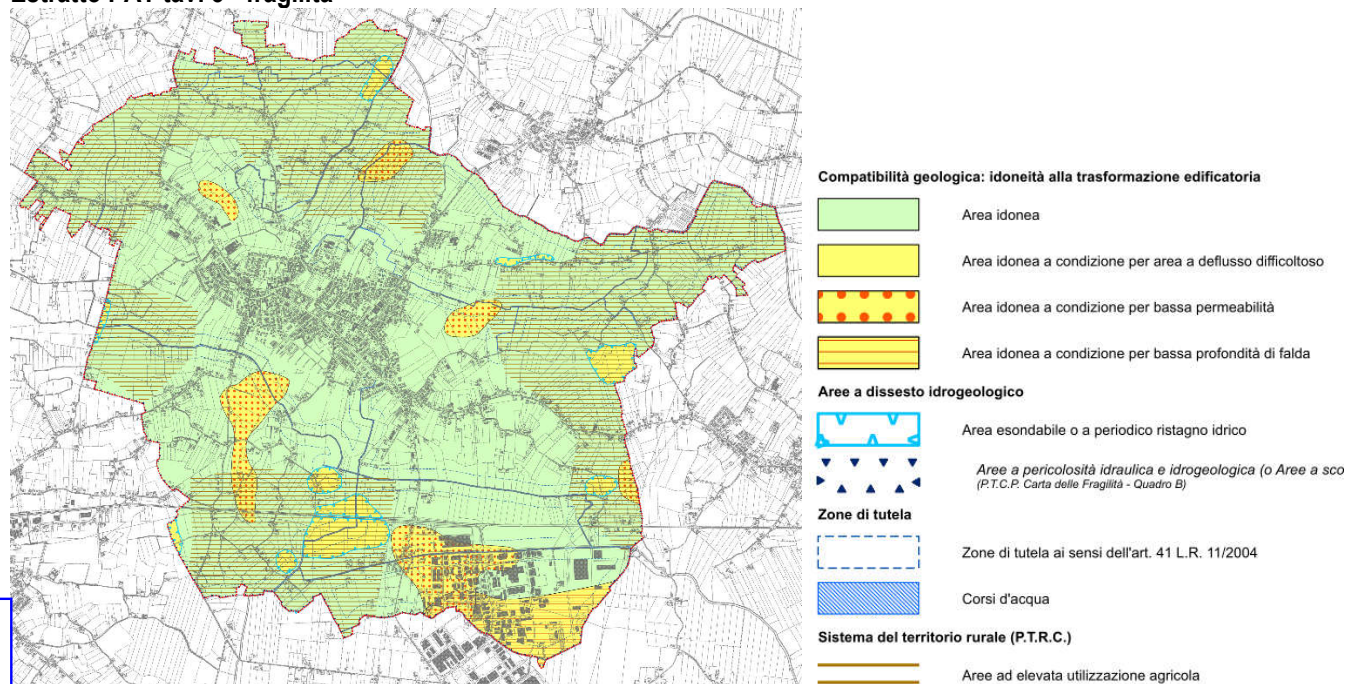 Compatibilità geologica: idoneità alla trasformazione edificatoria
Area idonea
Area idonea a condizione per area a deflusso difficoltoso
Area idonea a condizione per bassa permeabilità
Area idonea a condizione per bassa profondità di falda
Aree a dissesto idrogeologico
Area esondabile o a periodico ristagno idrico
Aree a pericolosità idraulica e idrogeologica (o Aree a sco
(P.T.C.P. Carta delle Fragilità - Quadro B)
Zone di tutela
Zone di tutela ai sensi dell'art. 41 L.R. 11/2004
Corsi d'acqua
Sistema del territorio rurale (P.T.R.C.)
Aree ad elevata utilizzazione agricola